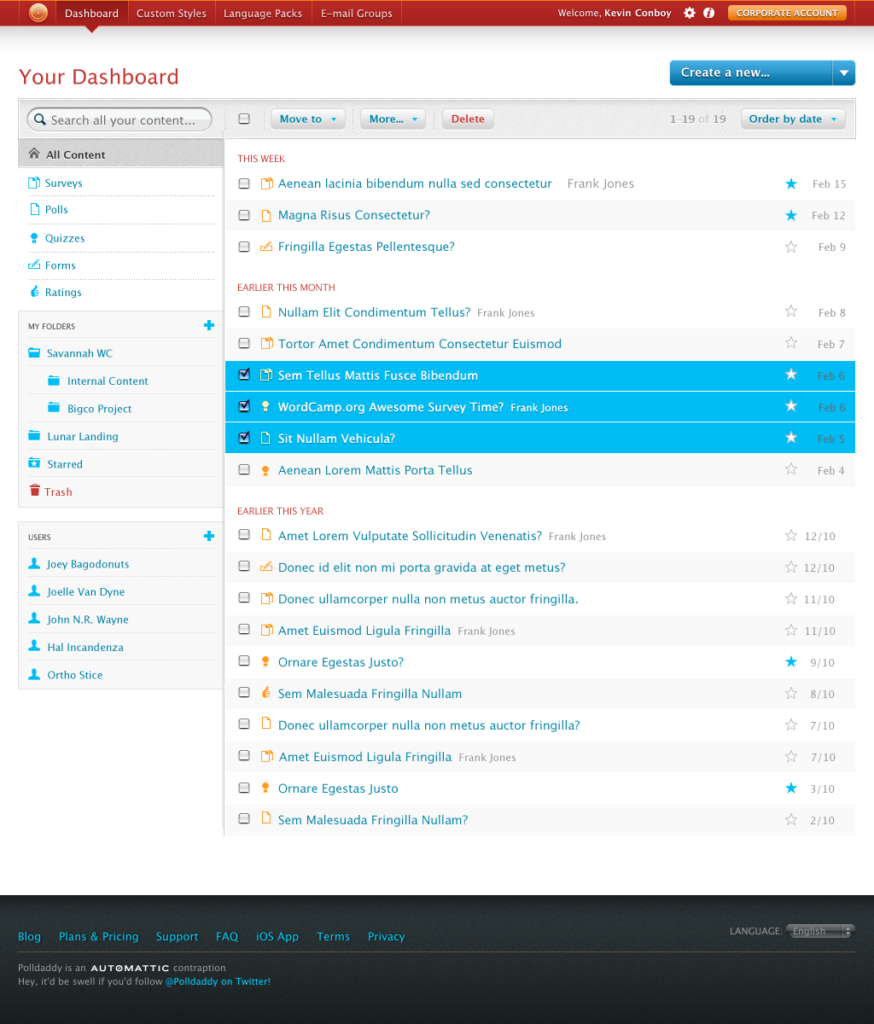 Dashboard Custom Styles Language Packs E-mail Groups Welcome, Kevin Conboy CORPORATE ACCOUNT
Your Dashboard
Create a new...
Search all your content...
Move to More... Delete 1-19 of 19 Order by date
All Content
Surveys
Polls
Quizzes
Forms
Ratings
MY FOLDERS
Savannah WC
Internal Content
Bigco Project
Lunar Landing
Starred
Trash
USERS
Joey Bagodonuts
Joelle Van Dyne
John N.R. Wayne
Hal Incandenza
Ortho Stice
THIS WEEK
Aenean lacinia bibendum nulla sed consectetur Frank Jones Feb 15
Magna Risus Consectetur? Feb 12
Fringilla Egestas Pellentesque? Feb 9
EARLIER THIS MONTH
Nullam Elit Condimentum Tellus? Frank Jones Feb 8
Tortor Amet Condimentum Consectetur Euismod Feb 7
Sem Tellus Mattis Fusce Bibendum Feb 6
WordCamp.org Awesome Survey Time? Frank Jones Feb 6
Sit Nullam Vehicula? Feb 5
Aenean Lorem Mattis Porta Tellus Feb 4
EARLIER THIS YEAR
Amet Lorem Vulputate Sollicitudin Venenatis? Frank Jones 12/10
Donec id elit non mi porta gravida at eget metus? 12/10
Donec ullamcorper nulla non metus auctor fringilla. 11/10
Amet Euismod Ligula Fringilla Frank Jones 11/10
Ornare Egestas Justo? 9/10
Sem Malesuada Fringilla Nullam 8/10
Donec ullamcorper nulla non metus auctor fringilla? 7/10
Amet Euismod Ligula Fringilla Frank Jones 7/10
Ornare Egestas Justo 3/10
Sem Malesuada Fringilla Nullam? 2/10
Blog Plans & Pricing Support FAQ iOS App Terms Privacy LANGUAGE: English
Polldaddy is an AUTOMATTIC contraption
Hey, it'd be swell if you'd follow @Polldaddy on Twitter!